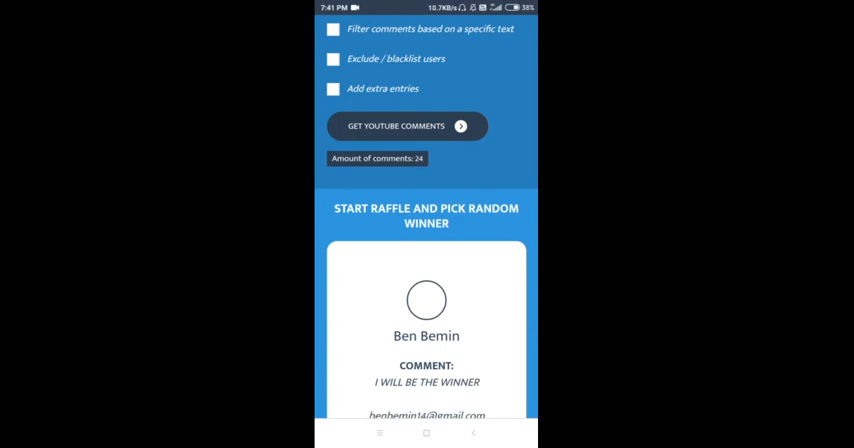 7:41 PM
10.7KB/s
38%
Filter comments based on a specific text
Exclude / blacklist users
Add extra entries
GET YOUTUBE COMMENTS
Amount of comments: 24
START RAFFLE AND PICK RANDOM
WINNER
Ben Bemin
COMMENT:
I WILL BE THE WINNER
benbemin14@gmail.com